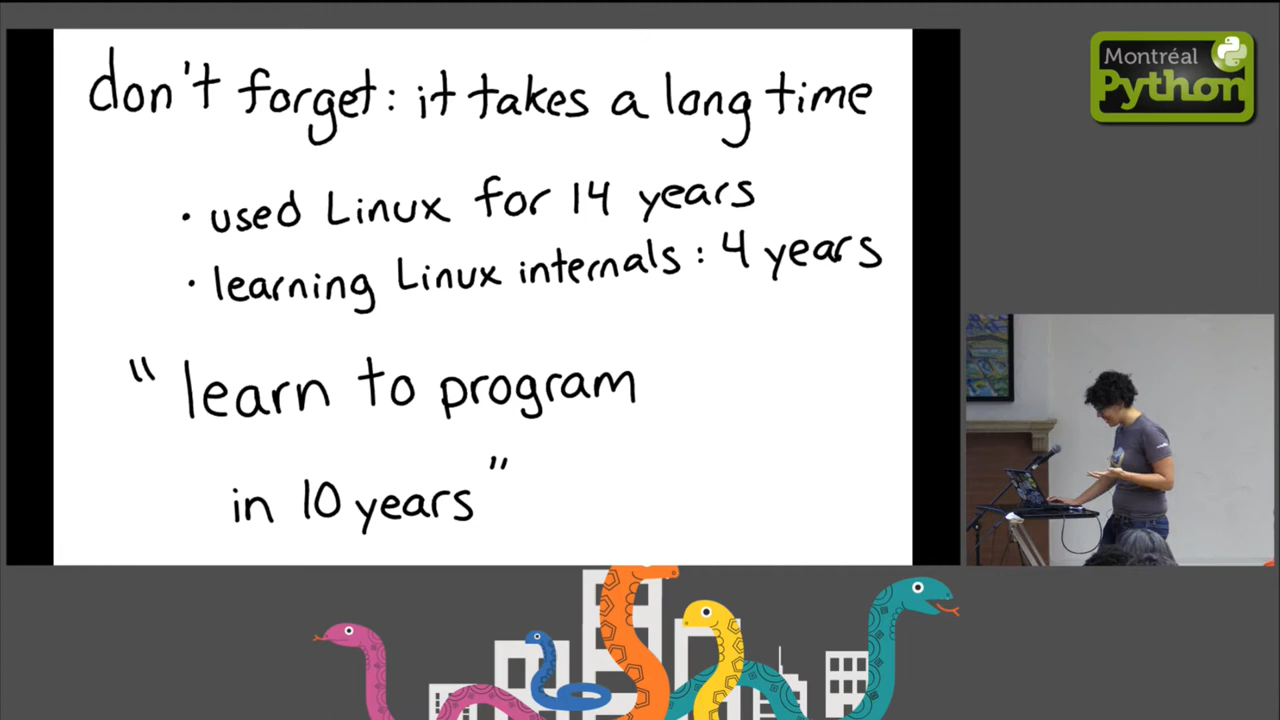 don't forget: it takes a long time
• used Linux for 14 years
• learning Linux internals: 4 years
"learn to program
in 10 years"
Montréal
Python